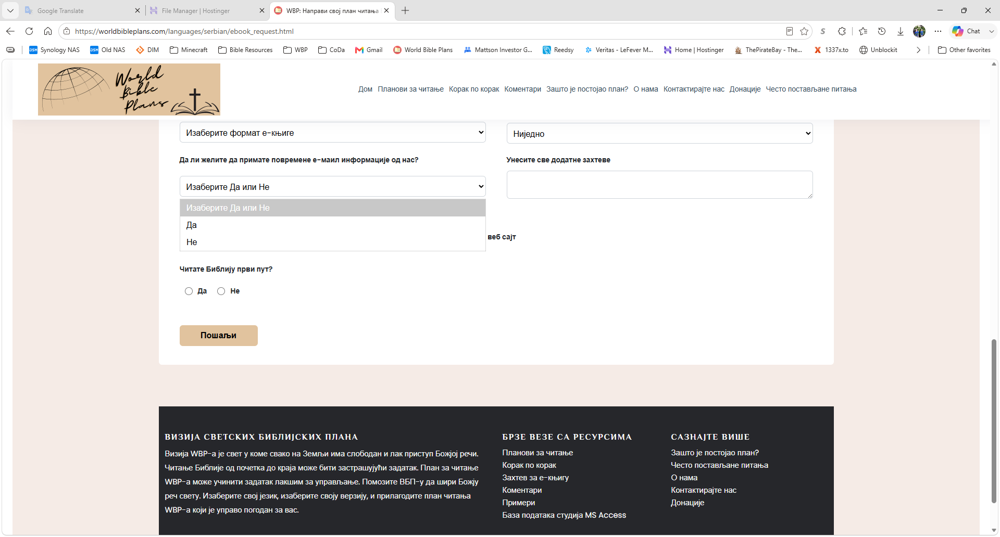 Google Translate
File Manager | Hostinger
WBP: Направи свој план читања
https://worldbibleplans.com/languages/serbian/ebook_request.html
Chat
Synology NAS
Old NAS
DIM
Minecraft
Bible Resources
WBP
CoDa
Gmail
World Bible Plans
Mattson Investor G...
Reedsy
Veritas - LeFever M...
Home | Hostinger
ThePirateBay - The...
1337x.to
Unblockit
Other favorites
World
Bible
Plans
Дом Планови за читање Корак по корак Коментари Зашто је постојао план? О нама Контактирајте нас Донације Често постављане питања
Изаберите формат е-књиге
Ниједно
Да ли желите да примате повремене е-маил информације од нас?
Унесите све додатне захтеве
Изаберите Да или Не
Изаберите Да или Не
Да
Не
веб сајт
Читате Библију први пут?
Да Не
Пошаљи
ВИЗИЈА СВЕТСКИХ БИБЛИЈСКИХ ПЛАНА
Визија WBP-а је свет у коме свако на Земљи има слободан и лак приступ Божјој речи.
Читање Библије од почетка до краја може бити застрашујући задатак. План за читање
WBP-а може учинити задатак лакшим за управљање. Помозите ВБП-у да шири Божју
реч свету. Изаберите свој језик, изаберите своју верзију, и прилагодите план читања
WBP-а који је управо погодан за вас.
БРЗЕ ВЕЗЕ СА РЕСУРСИМА
Планови за читање
Корак по корак
Захтев за е-књигу
Коментари
Примери
База података студија MS Access
САЗНАЈТЕ ВИШЕ
Зашто је постојао план?
Често постављане питања
О нама
Контактирајте нас
Донације